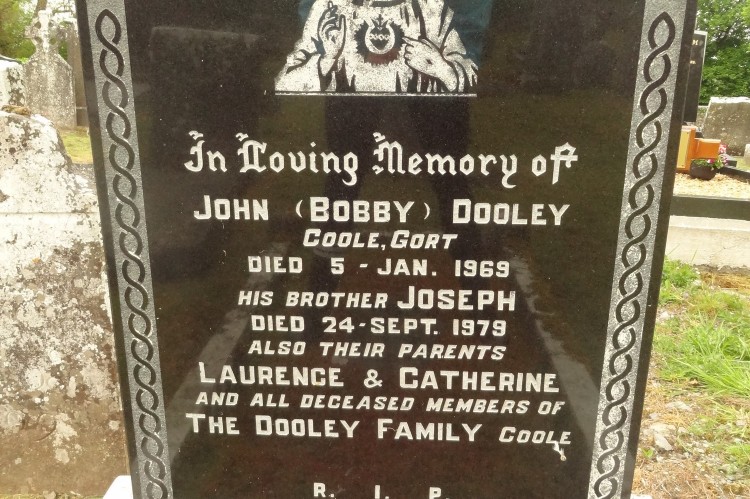 In Loving Memory of
JOHN (BOBBY) DOOLEY
COOLE, GORT
DIED 5 - JAN. 1969
HIS BROTHER JOSEPH
DIED 24-SEPT. 1979
ALSO THEIR PARENTS
LAURENCE & CATHERINE
AND ALL DECEASED MEMBERS OF
THE DOOLEY FAMILY COOLE
R. I. P.